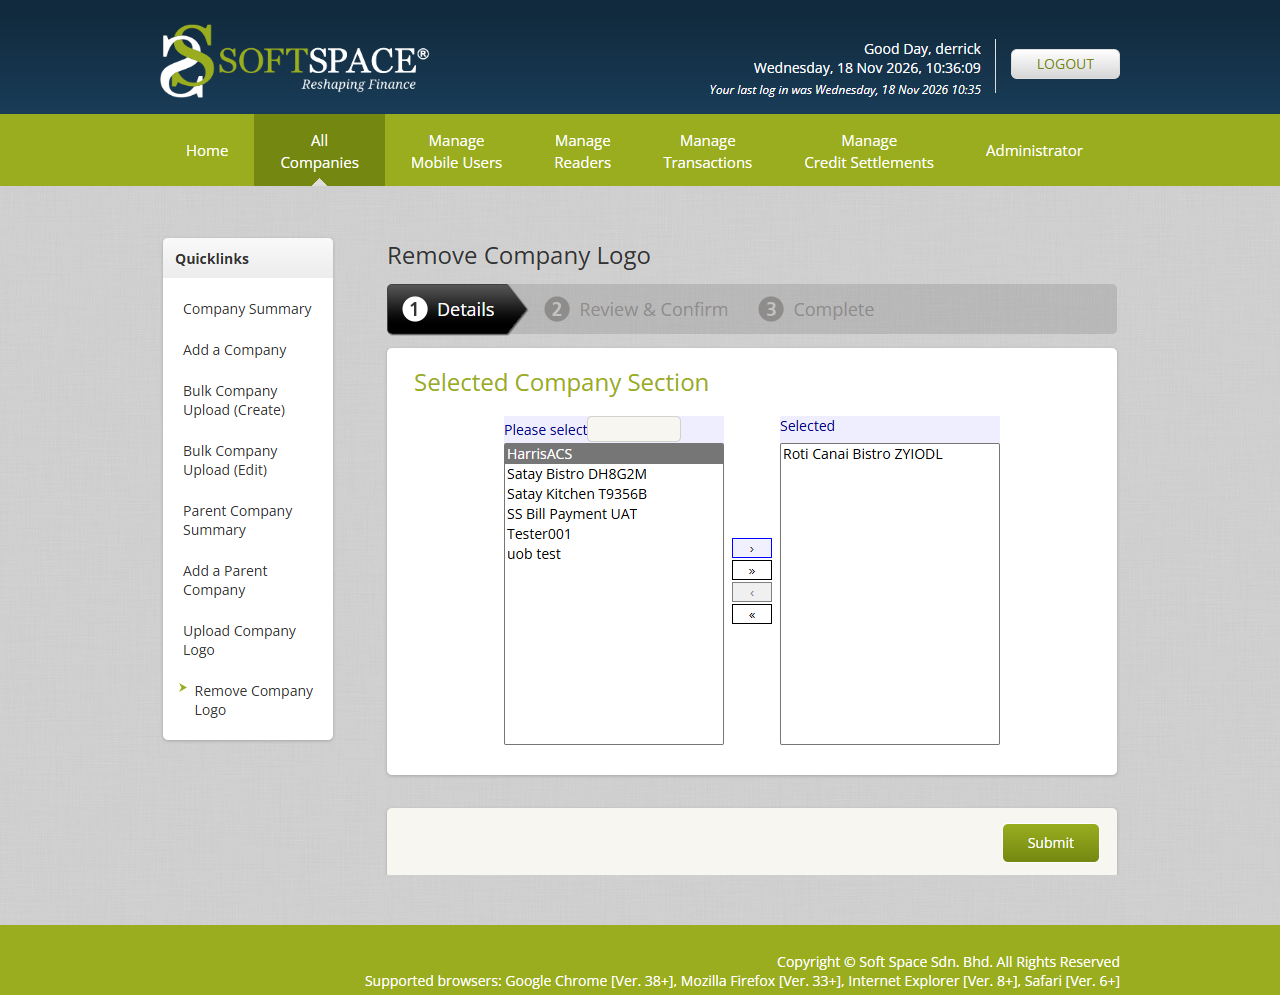 SOFTSPACE®
Reshaping Finance
Good Day, derrick
Wednesday, 18 Nov 2026, 10:36:09
Your last log in was Wednesday, 18 Nov 2026 10:35
LOGOUT
Home
All
Companies
Manage
Mobile Users
Manage
Readers
Manage
Transactions
Manage
Credit Settlements
Administrator
Quicklinks
Company Summary
Add a Company
Bulk Company
Upload (Create)
Bulk Company
Upload (Edit)
Parent Company
Summary
Add a Parent
Company
Upload Company
Logo
Remove Company
Logo
Remove Company Logo
1 Details
2 Review & Confirm
3 Complete
Selected Company Section
Please select
HarrisACS
Satay Bistro DH8G2M
Satay Kitchen T9356B
SS Bill Payment UAT
Tester001
uob test
›
»
‹
«
Selected
Roti Canai Bistro ZYIODL
Submit
Copyright © Soft Space Sdn. Bhd. All Rights Reserved
Supported browsers: Google Chrome [Ver. 38+], Mozilla Firefox [Ver. 33+], Internet Explorer [Ver. 8+], Safari [Ver. 6+]